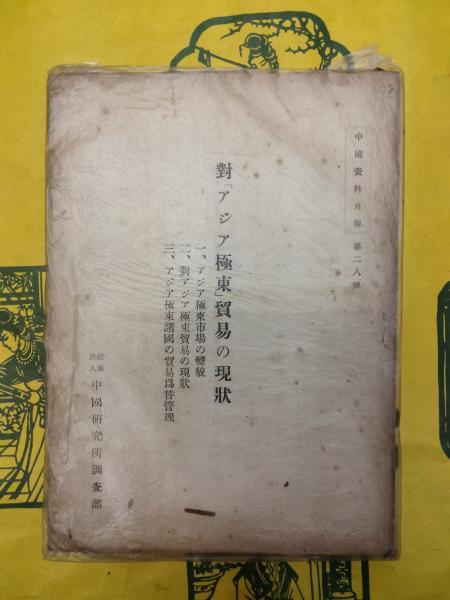 中國資料月報 第二八號
對「アジア極東」貿易の現狀
一、アジア極東市場の變貌
二、對アジア極東貿易の現狀
三、アジア極東諸國の貿易爲替管理
社團法人 中國硏究所調査部